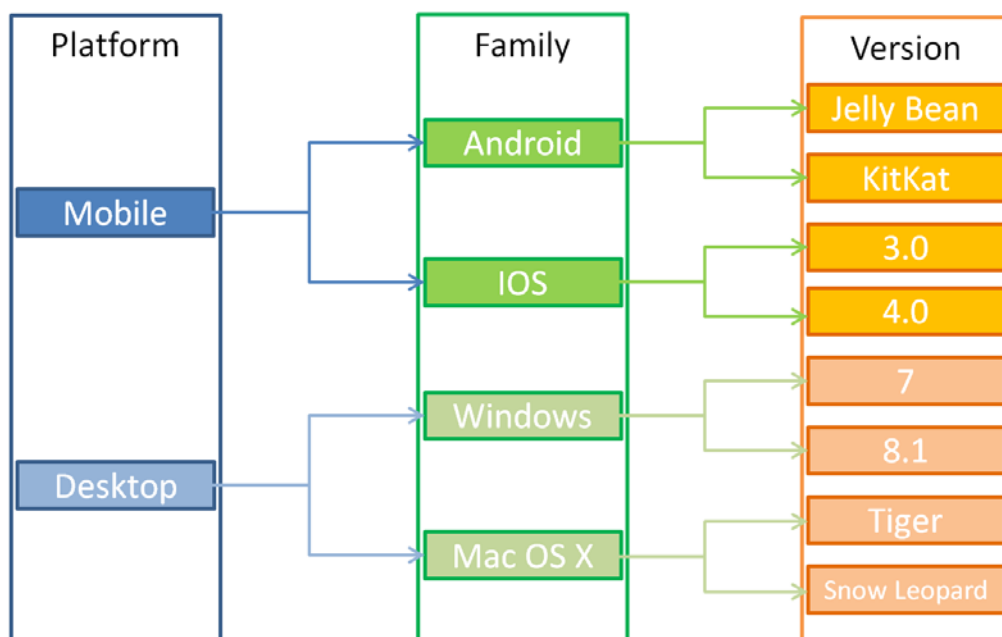 Platform
Mobile
Desktop
Family
Android
IOS
Windows
Mac OS X
Version
Jelly Bean
KitKat
3.0
4.0
7
8.1
Tiger
Snow Leopard